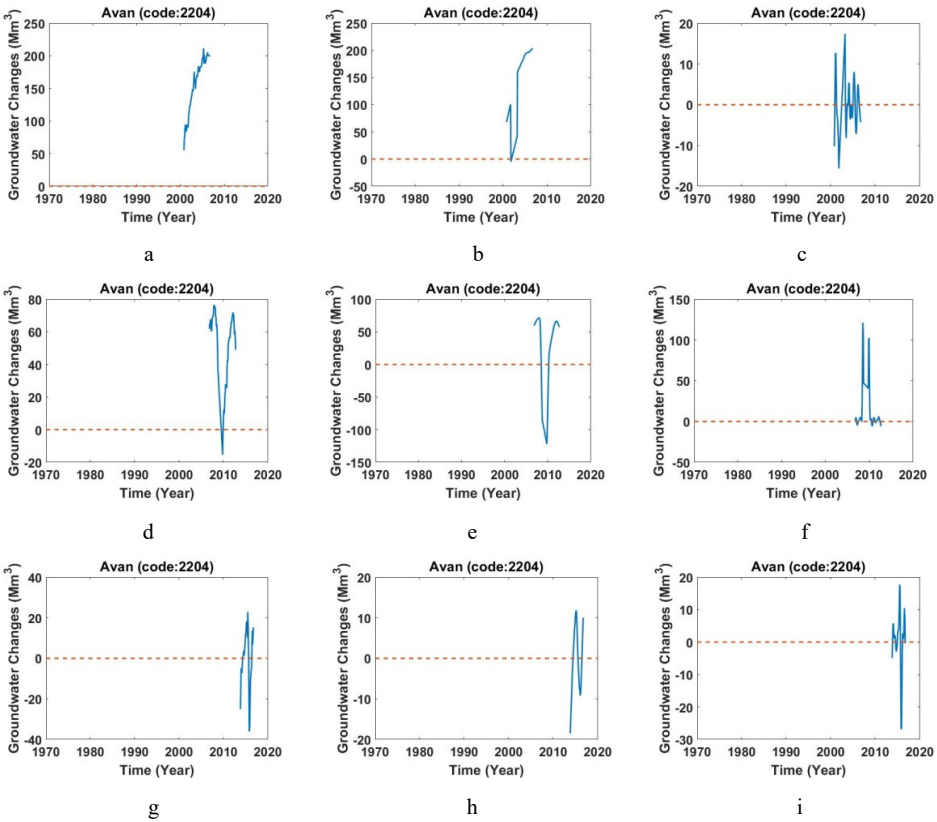 Avan (code:2204)
Groundwater Changes (Mm³)
250
200
150
100
50
0
1970 1980 1990 2000 2010 2020
Time (Year)
a
Avan (code:2204)
Groundwater Changes (Mm³)
250
200
150
100
50
0
-50
1970 1980 1990 2000 2010 2020
Time (Year)
b
Avan (code:2204)
Groundwater Changes (Mm³)
20
10
0
-10
-20
1970 1980 1990 2000 2010 2020
Time (Year)
c
Avan (code:2204)
Groundwater Changes (Mm³)
80
60
40
20
0
-20
1970 1980 1990 2000 2010 2020
Time (Year)
d
Avan (code:2204)
Groundwater Changes (Mm³)
100
50
0
-50
-100
-150
1970 1980 1990 2000 2010 2020
Time (Year)
e
Avan (code:2204)
Groundwater Changes (Mm³)
150
100
50
0
-50
1970 1980 1990 2000 2010 2020
Time (Year)
f
Avan (code:2204)
Groundwater Changes (Mm³)
40
20
0
-20
-40
1970 1980 1990 2000 2010 2020
Time (Year)
g
Avan (code:2204)
Groundwater Changes (Mm³)
20
10
0
-10
-20
1970 1980 1990 2000 2010 2020
Time (Year)
h
Avan (code:2204)
Groundwater Changes (Mm³)
20
10
0
-10
-20
-30
1970 1980 1990 2000 2010 2020
Time (Year)
i